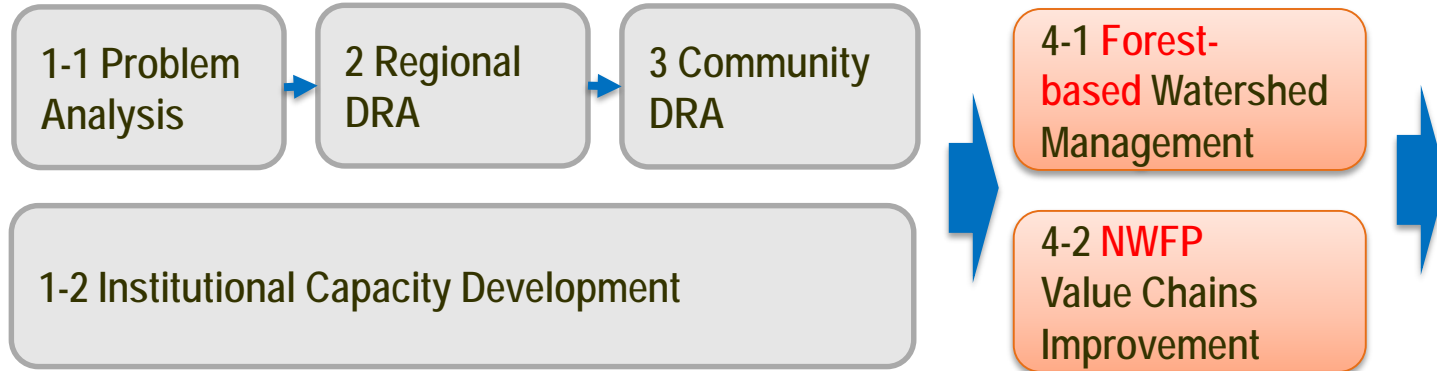 1-1 Problem
Analysis
2 Regional
DRA
3 Community
DRA
4-1 Forest-
based Watershed
Management
1-2 Institutional Capacity Development
4-2 NWFP
Value Chains
Improvement